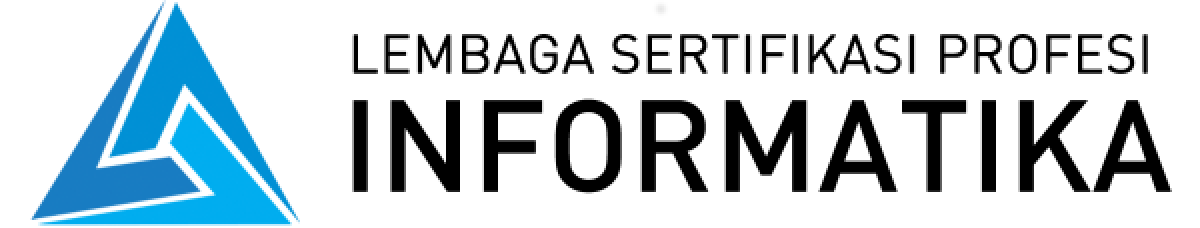 LEMBAGA SERTIFIKASI PROFESI
INFORMATIKA